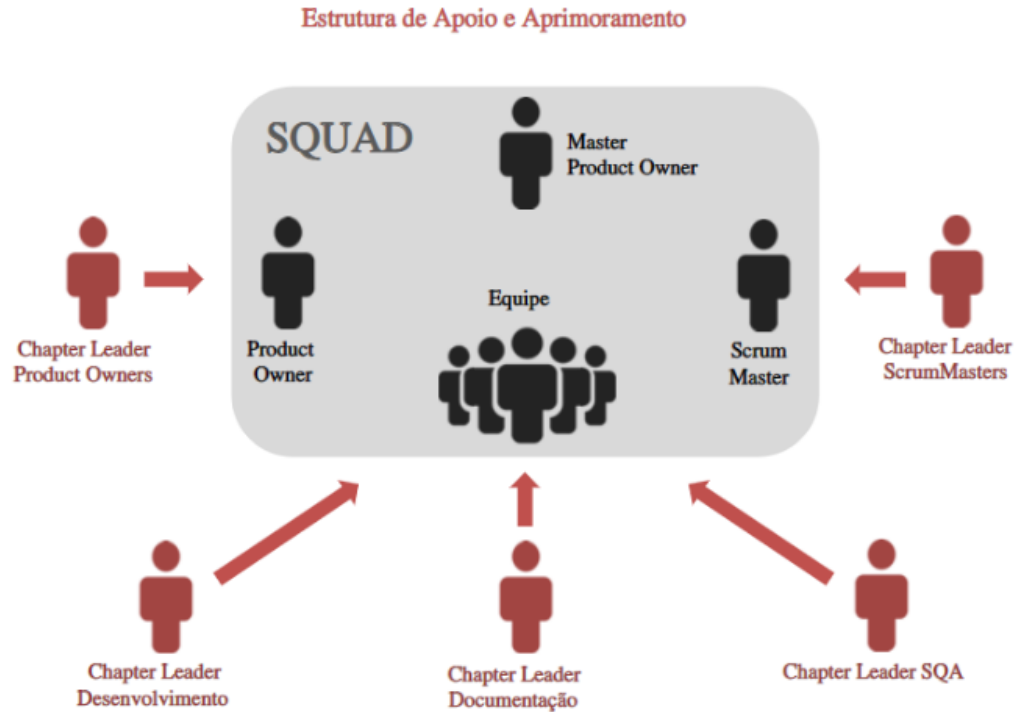 Estrutura de Apoio e Aprimoramento
SQUAD
Master
Product Owner
Equipe
Chapter Leader
Product Owners
Product
Owner
Scrum
Master
Chapter Leader
ScrumMasters
Chapter Leader
Desenvolvimento
Chapter Leader
Documentação
Chapter Leader SQA